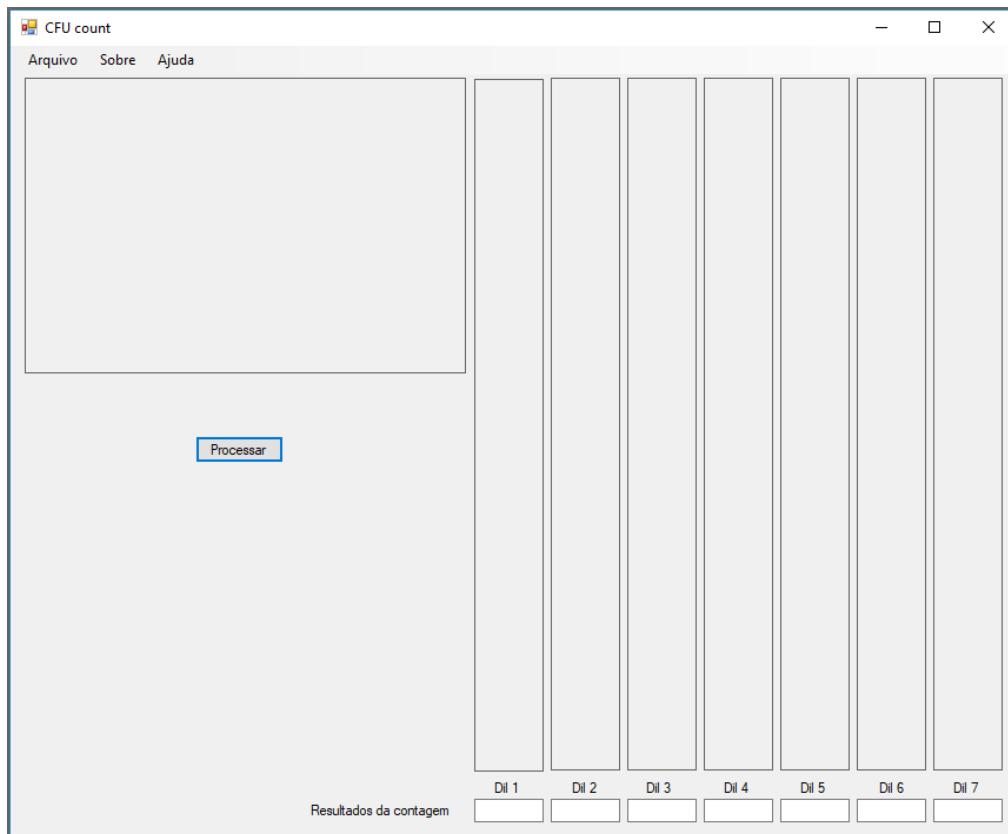 CFU count
Arquivo Sobre Ajuda
Processar
Dil 1 Dil 2 Dil 3 Dil 4 Dil 5 Dil 6 Dil 7
Resultados da contagem